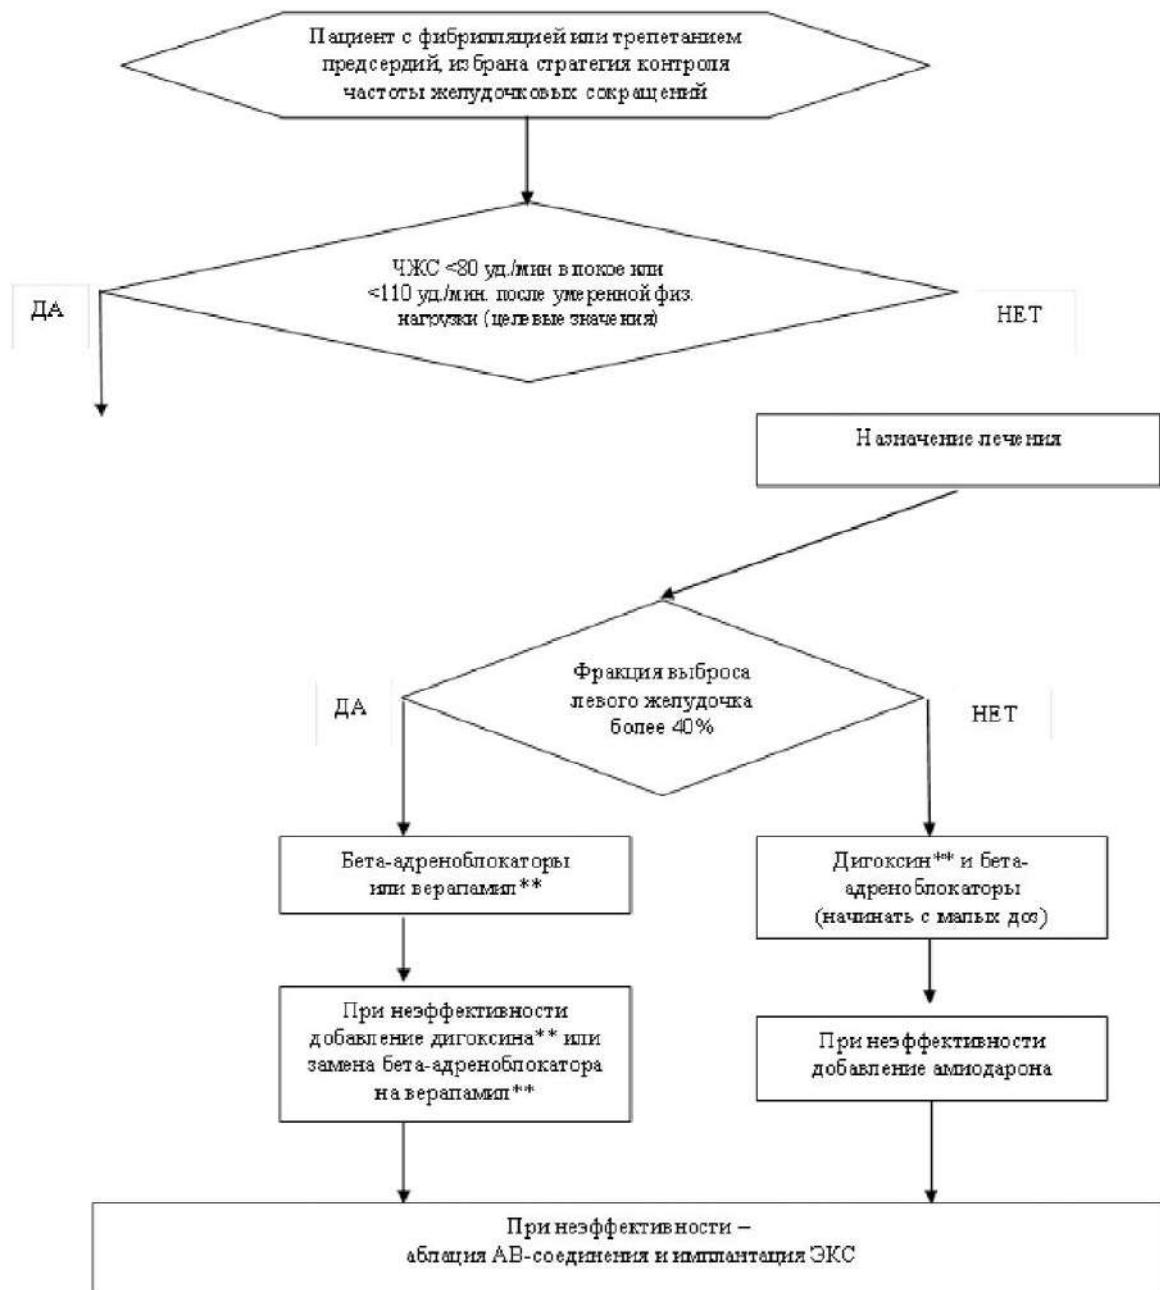 Пациент с фибрилляцией или трепетанием
предсердий, избрана стратегия контроля
частоты желудочковых сокращений
ЧЖС <80 уд./мин в покое или
<110 уд./мин. после умеренной физ.
нагрузки (целевые значения)
ДА
НЕТ
Назначение лечения
Фракция выброса
левого желудочка
более 40%
ДА
НЕТ
Бета-адреноблокаторы
или верапамил**
Дигоксин** и бета-
адреноблокаторы
(начинать с малых доз)
При неэффективности
добавление дигоксина** или
замена бета-адреноблокатора
на верапамил**
При неэффективности
добавление амиодарона
При неэффективности –
аблация АВ-соединения и имплантация ЭКС